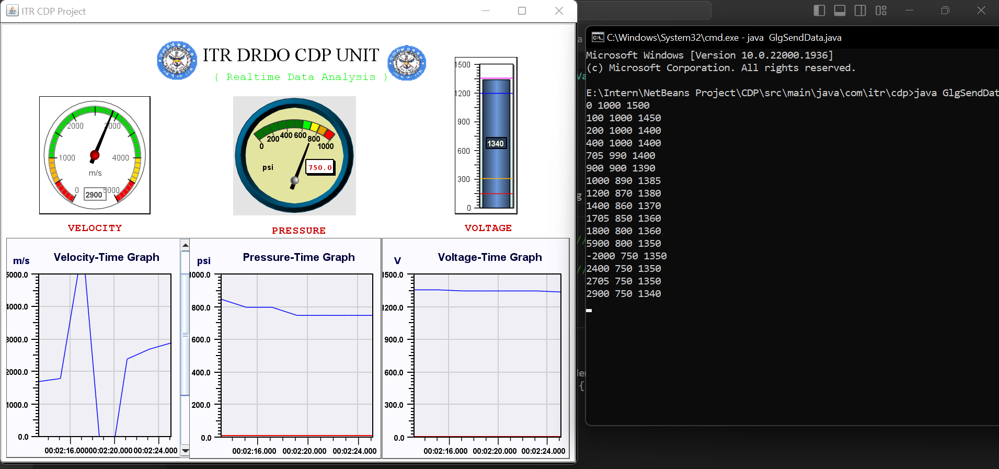 ITR CDP Project
ITR DRDO CDP UNIT
( Realtime Data Analysis )
2000
3000
1000
4000
m/s
0
5000
2900
VELOCITY
0
200
400
600
800
1000
psi
750.0
PRESSURE
1500
1200
900
600
300
0
1340
VOLTAGE
m/s
Velocity-Time Graph
5000.0
4000.0
3000.0
2000.0
1000.0
0.0
00:02:16.000
00:02:20.000
00:02:24.000
psi
Pressure-Time Graph
1000.0
800.0
600.0
400.0
200.0
0.0
00:02:16.000
00:02:20.000
00:02:24.000
V
Voltage-Time Graph
1500.0
1200.0
900.0
600.0
300.0
0.0
00:02:16.000
00:02:20.000
00:02:24.000
C:\Windows\System32\cmd.exe - java  GlgSendData.java
Microsoft Windows [Version 10.0.22000.1936]
(c) Microsoft Corporation. All rights reserved.
E:\Intern\NetBeans Project\CDP\src\main\java\com\itr\cdp>java GlgSendDat
0 1000 1500
100 1000 1450
200 1000 1400
400 1000 1400
705 990 1400
900 900 1390
1000 890 1385
1200 870 1380
1400 860 1370
1705 850 1360
1800 800 1360
5900 800 1350
-2000 750 1350
2400 750 1350
2705 750 1350
2900 750 1340